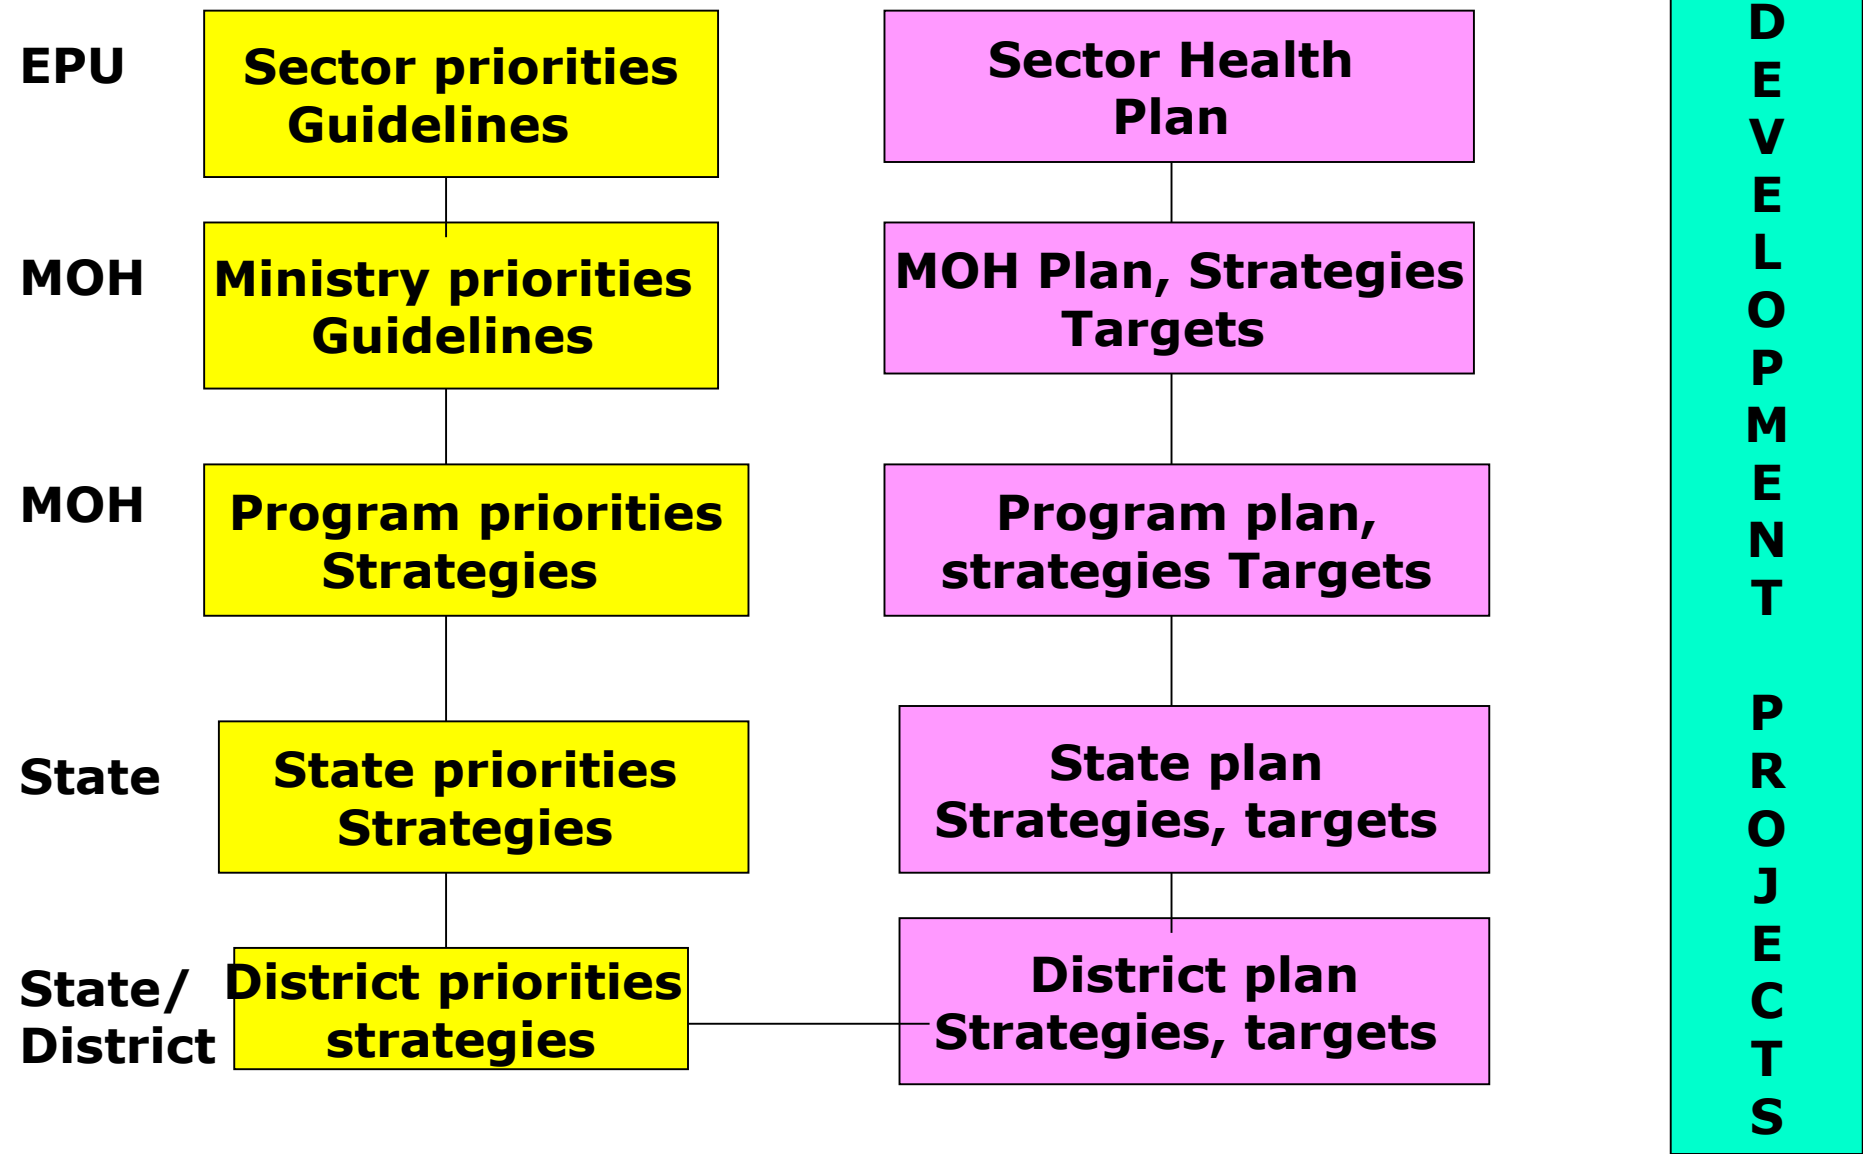 EPU
Sector priorities
Guidelines
Sector Health
Plan
MOH
Ministry priorities
Guidelines
MOH Plan, Strategies
Targets
MOH
Program priorities
Strategies
Program plan,
strategies Targets
State
State priorities
Strategies
State plan
Strategies, targets
State/
District
District priorities
strategies
District plan
Strategies, targets
D
E
V
E
L
O
P
M
E
N
T
P
R
O
J
E
C
T
S